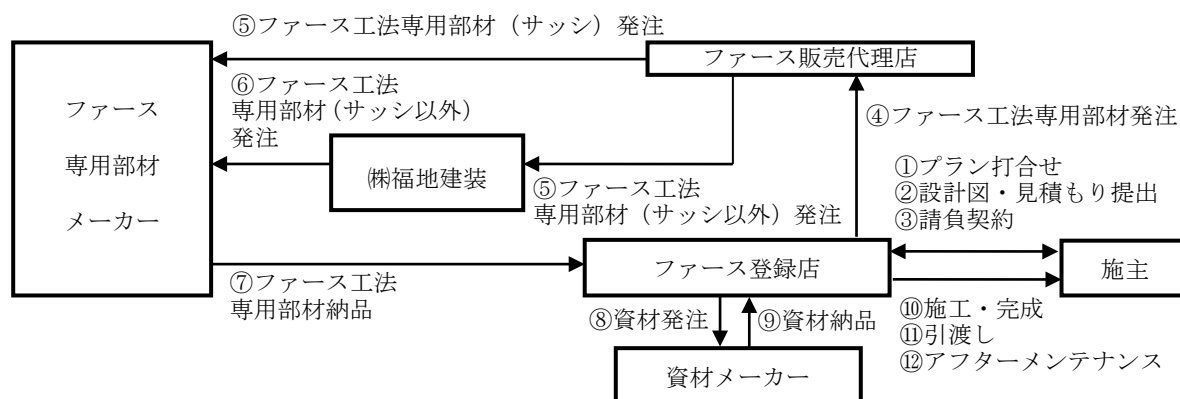 ⑤ファース工法専用部材（サッシ）発注
ファース販売代理店
⑥ファース工法
専用部材（サッシ以外）
発注
ファース
専用部材
メーカー
④ファース工法専用部材発注
㈱福地建装
⑤ファース工法
専用部材（サッシ以外）発注
①プラン打合せ
②設計図・見積もり提出
③請負契約
ファース登録店
施主
⑦ファース工法
専用部材納品
⑧資材発注
⑨資材納品
⑩施工・完成
⑪引渡し
⑫アフターメンテナンス
資材メーカー